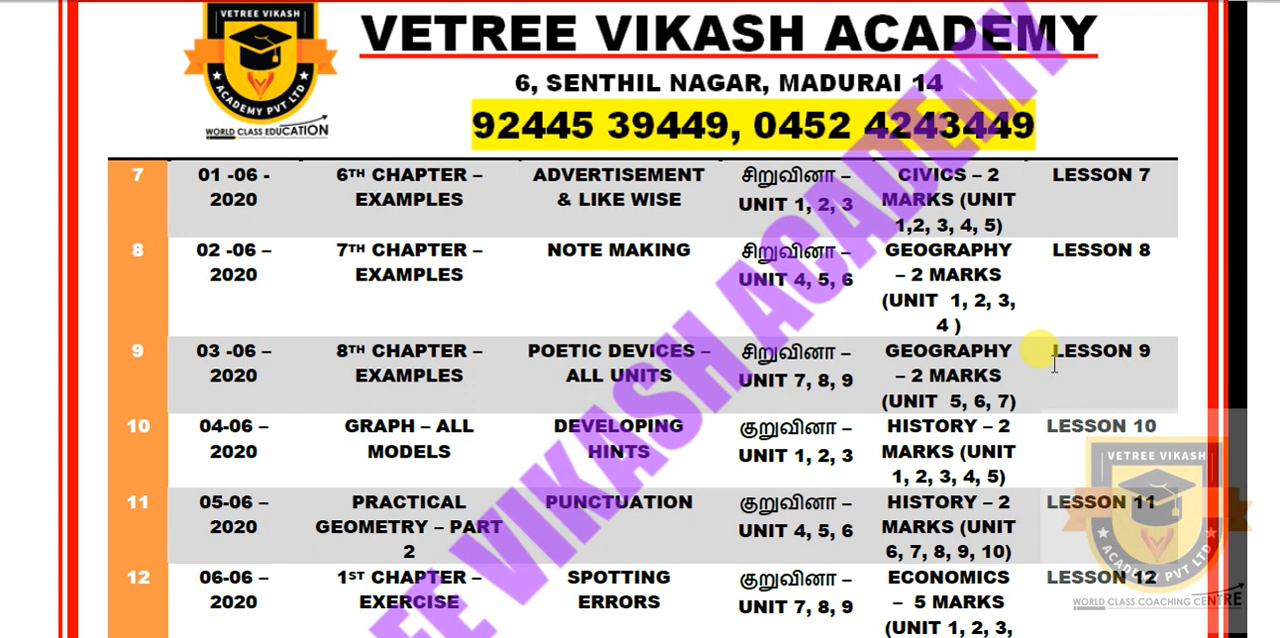 VETREE VIKASH
ACADEMY PVT LTD
WORLD CLASS EDUCATION
VETREE VIKASH ACADEMY
6, SENTHIL NAGAR, MADURAI 14
92445 39449, 0452 4243449
7 01 -06 - 6TH CHAPTER – ADVERTISEMENT சிறுவினா – CIVICS – 2 LESSON 7
2020 EXAMPLES & LIKE WISE UNIT 1, 2, 3 MARKS (UNIT
1,2, 3, 4, 5)
8 02 -06 – 7TH CHAPTER – NOTE MAKING சிறுவினா – GEOGRAPHY LESSON 8
2020 EXAMPLES UNIT 4, 5, 6 – 2 MARKS
(UNIT 1, 2, 3,
4 )
9 03 -06 – 8TH CHAPTER – POETIC DEVICES – சிறுவினா – GEOGRAPHY LESSON 9
2020 EXAMPLES ALL UNITS UNIT 7, 8, 9 – 2 MARKS
(UNIT 5, 6, 7)
10 04-06 – GRAPH – ALL DEVELOPING குறுவினா – HISTORY – 2 LESSON 10
2020 MODELS HINTS UNIT 1, 2, 3 MARKS (UNIT
1, 2, 3, 4, 5)
11 05-06 – PRACTICAL PUNCTUATION குறுவினா – HISTORY – 2 LESSON 11
2020 GEOMETRY – PART UNIT 4, 5, 6 MARKS (UNIT
2 6, 7, 8, 9, 10)
12 06-06 – 1ST CHAPTER – SPOTTING குறுவினா – ECONOMICS LESSON 12
2020 EXERCISE ERRORS UNIT 7, 8, 9 – 5 MARKS
(UNIT 1, 2, 3,
VIKASH ACADEMY
VETREE VIKASH
ACADEMY PVT LTD
WORLD CLASS COACHING CENTRE